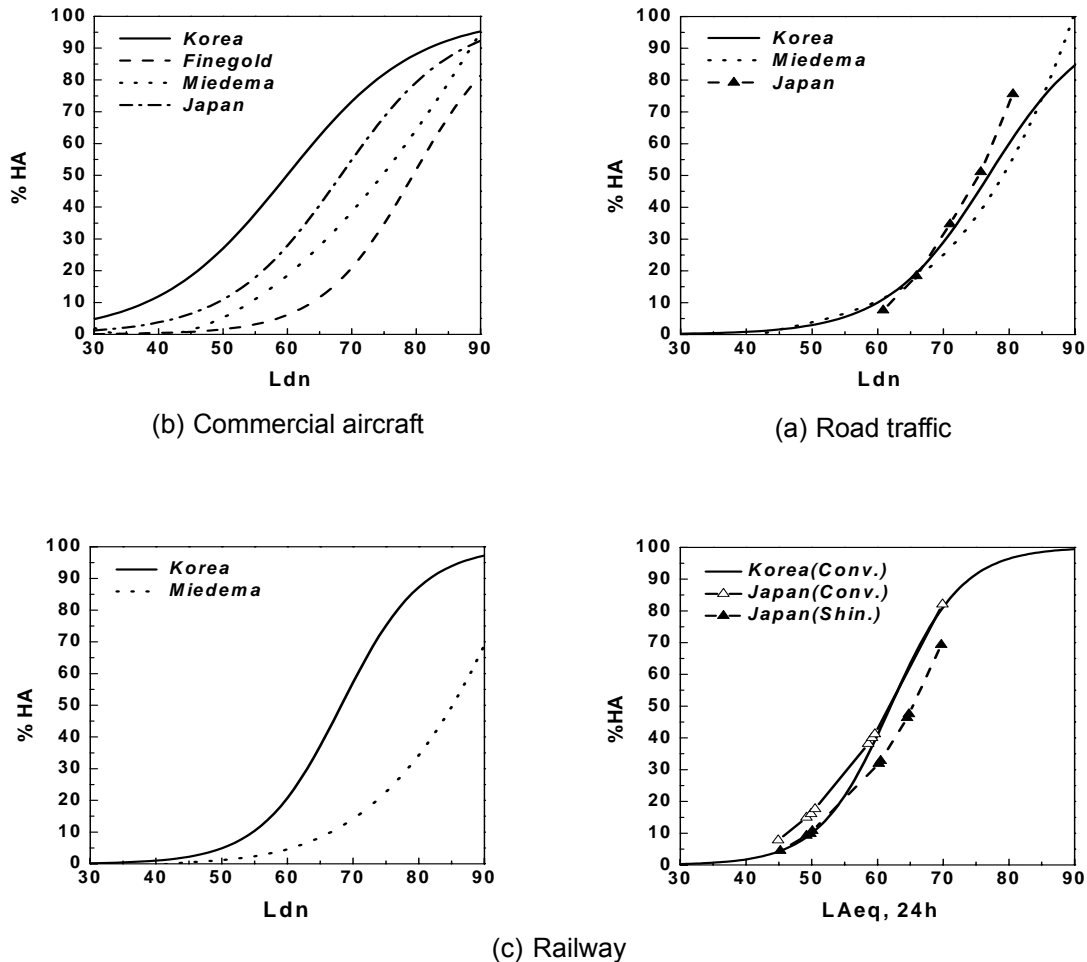 100
90
80
70
60
50
40
30
20
10
0
% HA
Korea
Finegold
Miedema
Japan
30 40 50 60 70 80 90
Ldn
(b) Commercial aircraft
100
90
80
70
60
50
40
30
20
10
0
% HA
Korea
Miedema
Japan
30 40 50 60 70 80 90
Ldn
(a) Road traffic
100
90
80
70
60
50
40
30
20
10
0
% HA
Korea
Miedema
30 40 50 60 70 80 90
Ldn
100
90
80
70
60
50
40
30
20
10
0
%HA
Korea(Conv.)
Japan(Conv.)
Japan(Shin.)
30 40 50 60 70 80 90
LAeq, 24h
(c) Railway